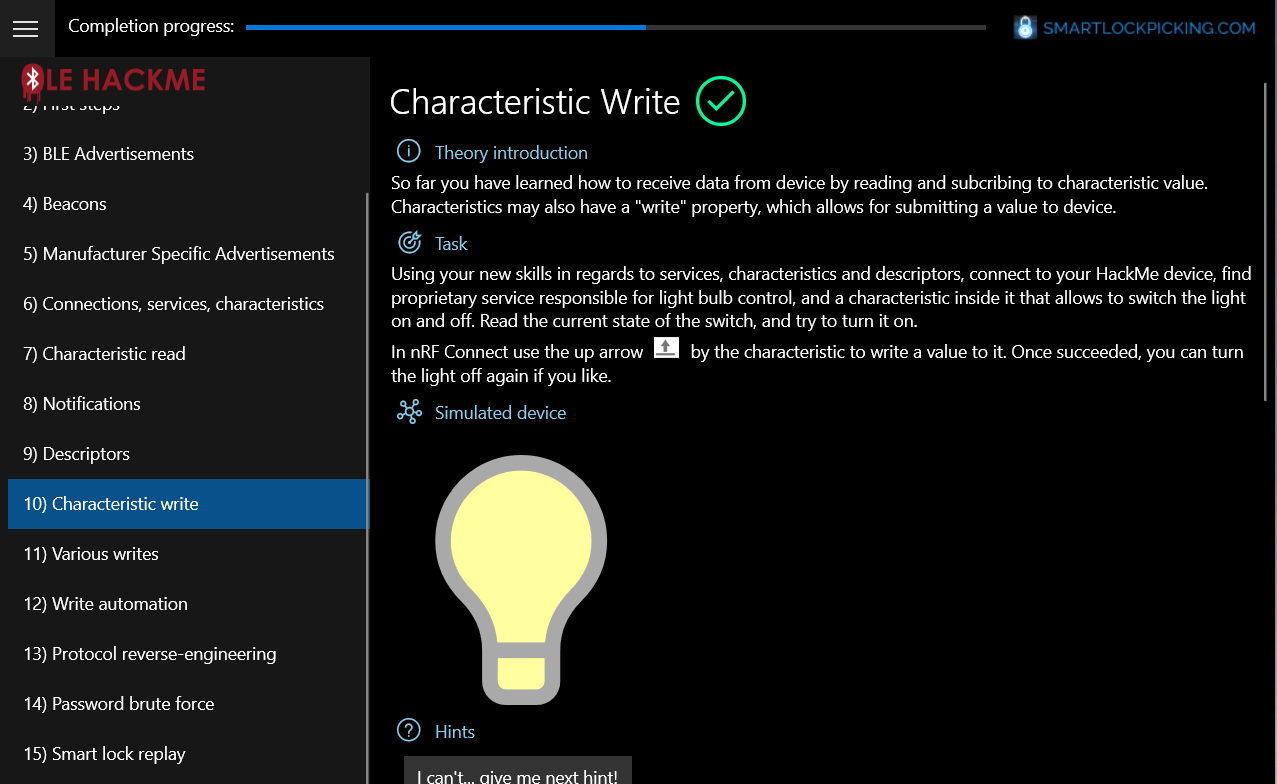 Completion progress:
SMARTLOCKPICKING.COM
BLE HACKME
2) First steps
3) BLE Advertisements
4) Beacons
5) Manufacturer Specific Advertisements
6) Connections, services, characteristics
7) Characteristic read
8) Notifications
9) Descriptors
10) Characteristic write
11) Various writes
12) Write automation
13) Protocol reverse-engineering
14) Password brute force
15) Smart lock replay
Characteristic Write
Theory introduction
So far you have learned how to receive data from device by reading and subcribing to characteristic value.
Characteristics may also have a "write" property, which allows for submitting a value to device.
Task
Using your new skills in regards to services, characteristics and descriptors, connect to your HackMe device, find
proprietary service responsible for light bulb control, and a characteristic inside it that allows to switch the light
on and off. Read the current state of the switch, and try to turn it on.
In nRF Connect use the up arrow by the characteristic to write a value to it. Once succeeded, you can turn
the light off again if you like.
Simulated device
Hints
I can't... give me next hint!